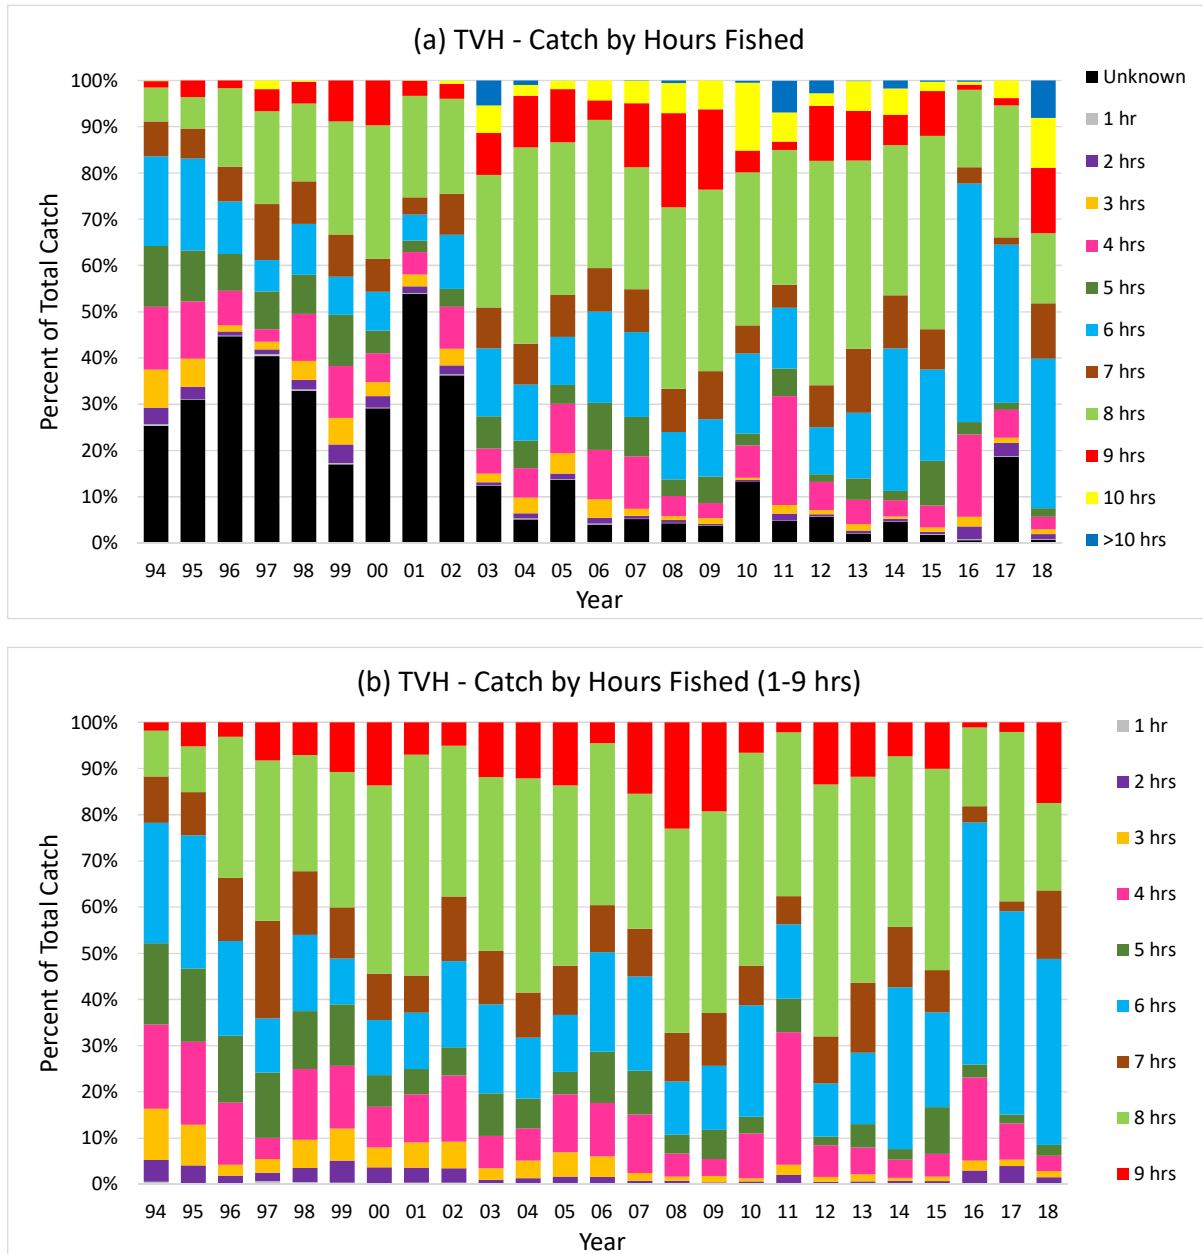 (a) TVH - Catch by Hours Fished
Percent of Total Catch
100%
90%
80%
70%
60%
50%
40%
30%
20%
10%
0%
94 95 96 97 98 99 00 01 02 03 04 05 06 07 08 09 10 11 12 13 14 15 16 17 18
Year
Unknown
1 hr
2 hrs
3 hrs
4 hrs
5 hrs
6 hrs
7 hrs
8 hrs
9 hrs
10 hrs
>10 hrs
(b) TVH - Catch by Hours Fished (1-9 hrs)
Percent of Total Catch
100%
90%
80%
70%
60%
50%
40%
30%
20%
10%
0%
94 95 96 97 98 99 00 01 02 03 04 05 06 07 08 09 10 11 12 13 14 15 16 17 18
Year
1 hr
2 hrs
3 hrs
4 hrs
5 hrs
6 hrs
7 hrs
8 hrs
9 hrs